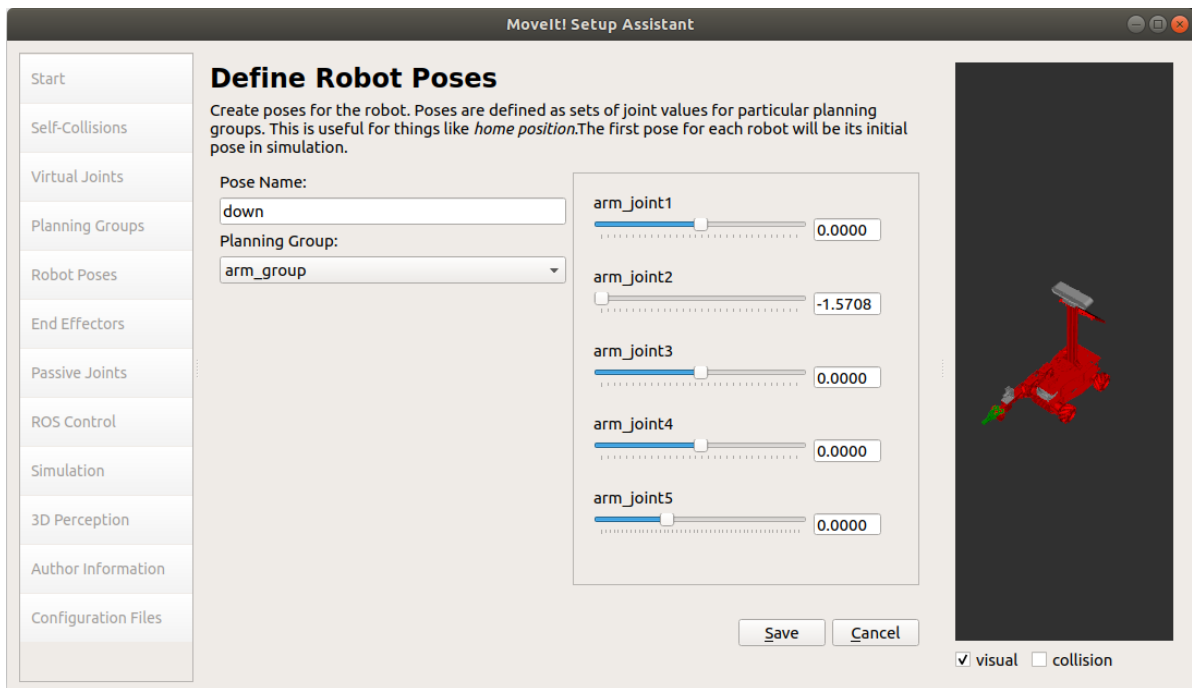 MoveIt! Setup Assistant
Start
Self-Collisions
Virtual Joints
Planning Groups
Robot Poses
End Effectors
Passive Joints
ROS Control
Simulation
3D Perception
Author Information
Configuration Files
Define Robot Poses
Create poses for the robot. Poses are defined as sets of joint values for particular planning
groups. This is useful for things like home position.The first pose for each robot will be its initial
pose in simulation.
Pose Name:
down
Planning Group:
arm_group
arm_joint1
0.0000
arm_joint2
-1.5708
arm_joint3
0.0000
arm_joint4
0.0000
arm_joint5
0.0000
Save
Cancel
visual
collision